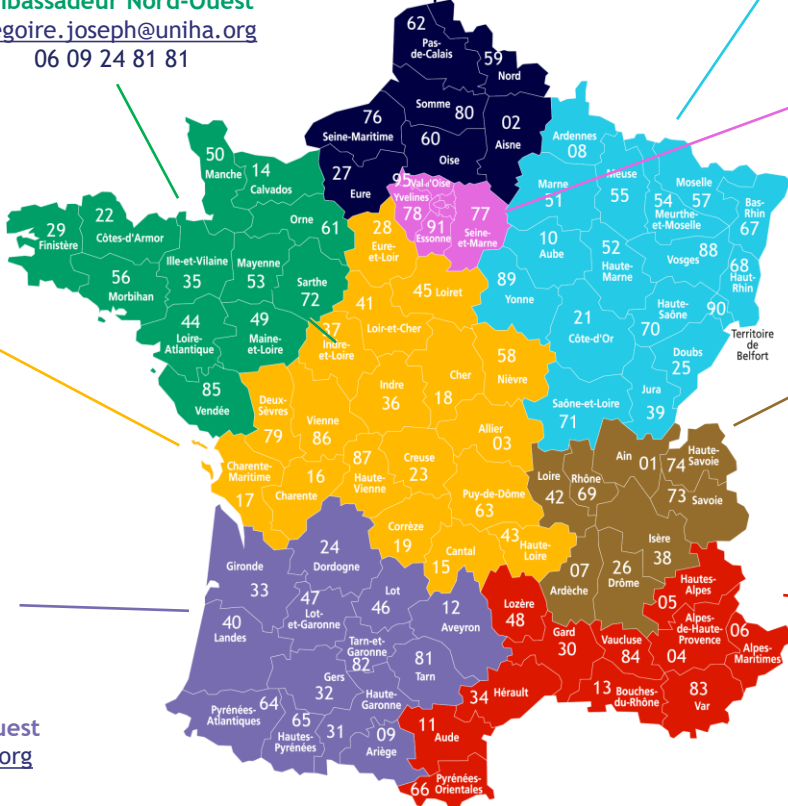 bassadeur Nord-Ouest
egoire.joseph@uniha.org
06 09 24 81 81
62
Pas-
de-Calais
59
Nord
Somme 80
76
Seine-Maritime
02
Aisne
60
Oise
27
Eure
Ardennes
08
50
Manche
14
Calvados
95 Val d'Oise
Yvelines
78
91
Essonne
77
Seine-
et-Marne
Marne
51
Meuse
55
Moselle
54 57
Meurthe-
et-Moselle
Bas-
Rhin
67
Orne
61
28
Eure-
et-Loir
10
Aube
52
Haute-
Marne
Vosges 88
68
Haut-
Rhin
29
Finistère
22
Côtes-d'Armor
Ille-et-Vilaine
35
Mayenne
53
56
Morbihan
Sarthe
72
45 Loiret
89
Yonne
41
Loir-et-Cher
Haute-
Saône
70
90
Territoire
de
Belfort
44
Loire-
Atlantique
49
Maine-
et-Loire
37
Indre-
et-Loire
21
Côte-d'Or
Doubs
25
58
Nièvre
Cher
18
Indre
36
85
Vendée
Deux-
Sèvres
79
Vienne
86
Saône-et-Loire
71
Jura
39
Allier
03
Charente-
Maritime
17
16
Charente
87
Haute-
Vienne
Creuse
23
Puy-de-Dôme
63
Loire
42
Rhône
69
Ain 01
74 Haute-
Savoie
73 Savoie
Corrèze
19
Cantal
15
43
Haute-
Loire
Isère
38
07
Ardèche
26
Drôme
Gironde
33
24
Dordogne
Lot
46
12
Aveyron
47
Lot-
et-Garonne
40
Landes
Tarn-et-
Garonne
82
81
Tarn
Gers
32
Haute-
Garonne
31
Pyrénées-
Atlantiques 64
65
Hautes-
Pyrénées
09
Ariège
Lozère
48
Gard
30
Vaucluse
84
Hautes-
Alpes
05
Alpes-
de-Haute-
Provence
04
06
Alpes-
Maritimes
34 Hérault
13 Bouches-
du-Rhône
83
Var
11
Aude
66 Pyrénées-
Orientales
uest
org